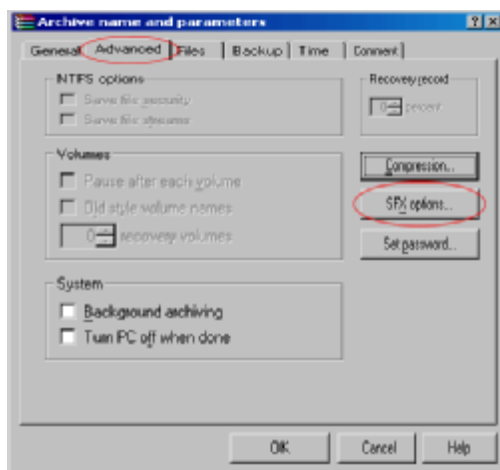 Archive name and parameters
General Advanced Files Backup Time Comment
NTFS options
Save file security
Save file streams
Recovery record
0 percent
Volumes
Pause after each volume
Old style volume names
0 recovery volumes
Compression...
SFX options...
Set password...
System
Background archiving
Turn PC off when done
OK
Cancel
Help